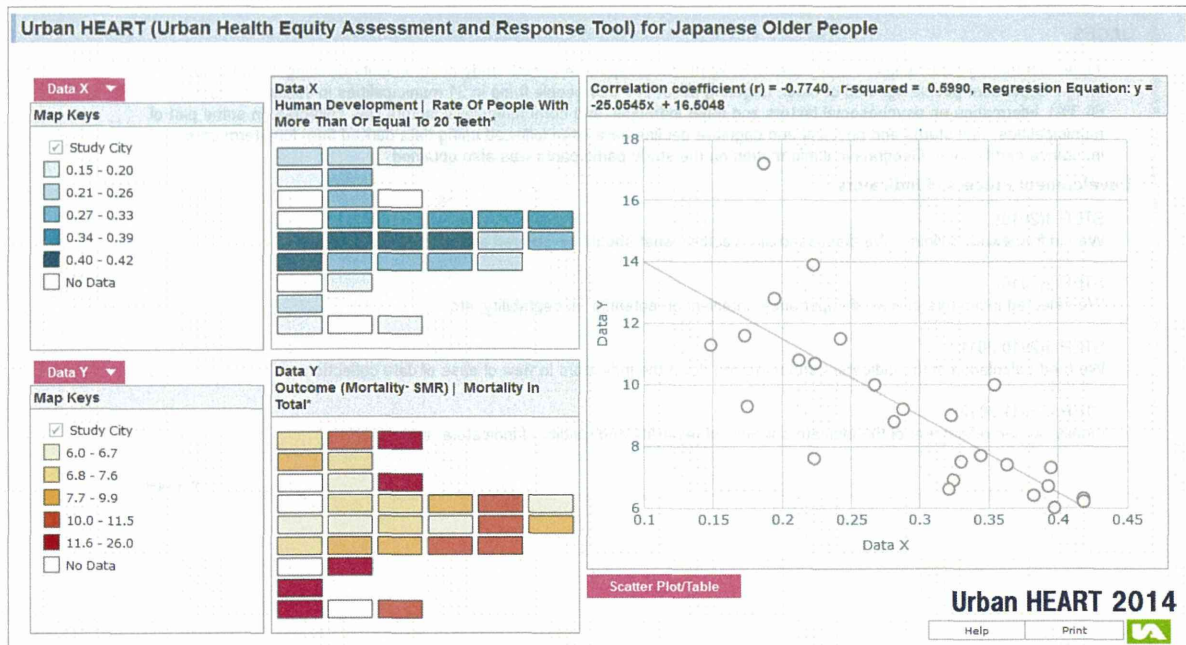 Urban HEART (Urban Health Equity Assessment and Response Tool) for Japanese Older People
Data X
Map Keys
Study City
0.15 - 0.20
0.21 - 0.26
0.27 - 0.33
0.34 - 0.39
0.40 - 0.42
No Data
Data X
Human Development | Rate Of People With
More Than Or Equal To 20 Teeth*
Data Y
Map Keys
Study City
6.0 - 6.7
6.8 - 7.6
7.7 - 9.9
10.0 - 11.5
11.6 - 26.0
No Data
Data Y
Outcome (Mortality- SMR) | Mortality In
Total*
Correlation coefficient (r) = -0.7740, r-squared = 0.5990, Regression Equation: y =
-25.0545x + 16.5048
18
16
14
12
10
8
6
Data Y
0.1 0.15 0.2 0.25 0.3 0.35 0.4 0.45
Data X
Scatter Plot/Table
Urban HEART 2014
Help Print